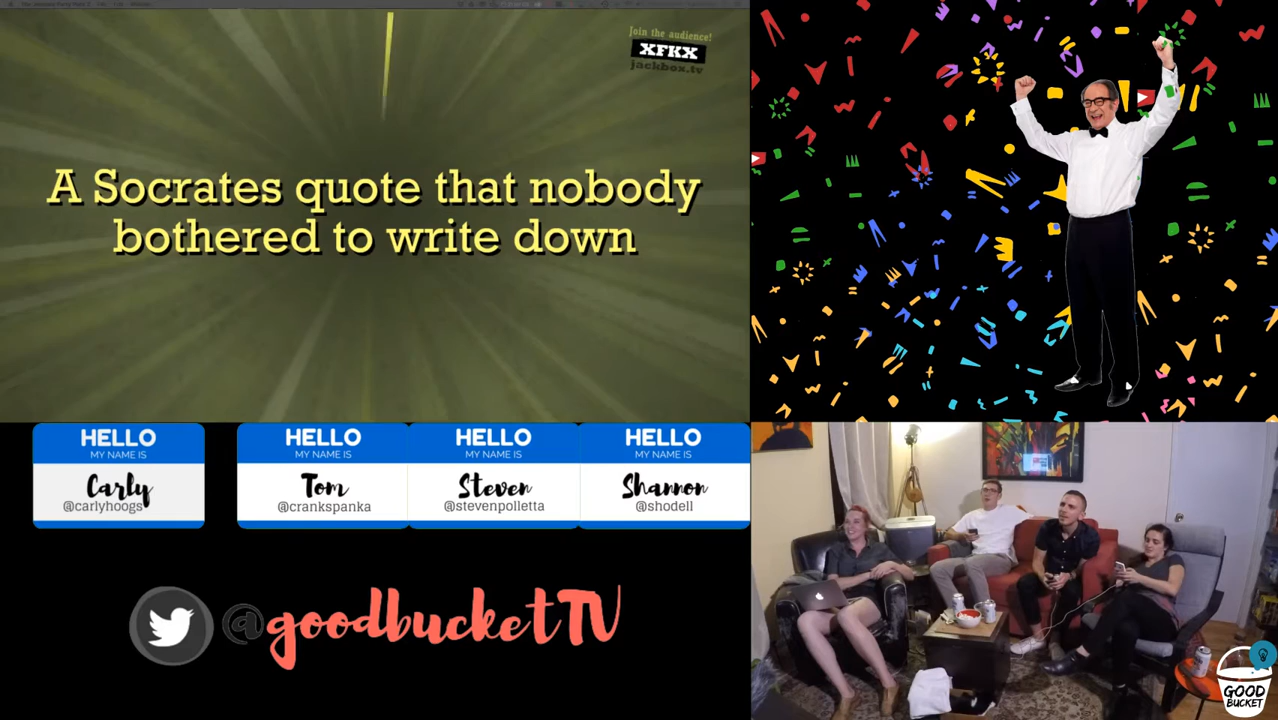 Join the audience!
XFKX
jackbox.tv
A Socrates quote that nobody
bothered to write down
HELLO
MY NAME IS
Carly
@carlyhoogs
HELLO
MY NAME IS
Tom
@crankspanka
HELLO
MY NAME IS
Steven
@stevenpolletta
HELLO
MY NAME IS
Shannon
@shodell
@goodbucketTV
GOOD
BUCKET